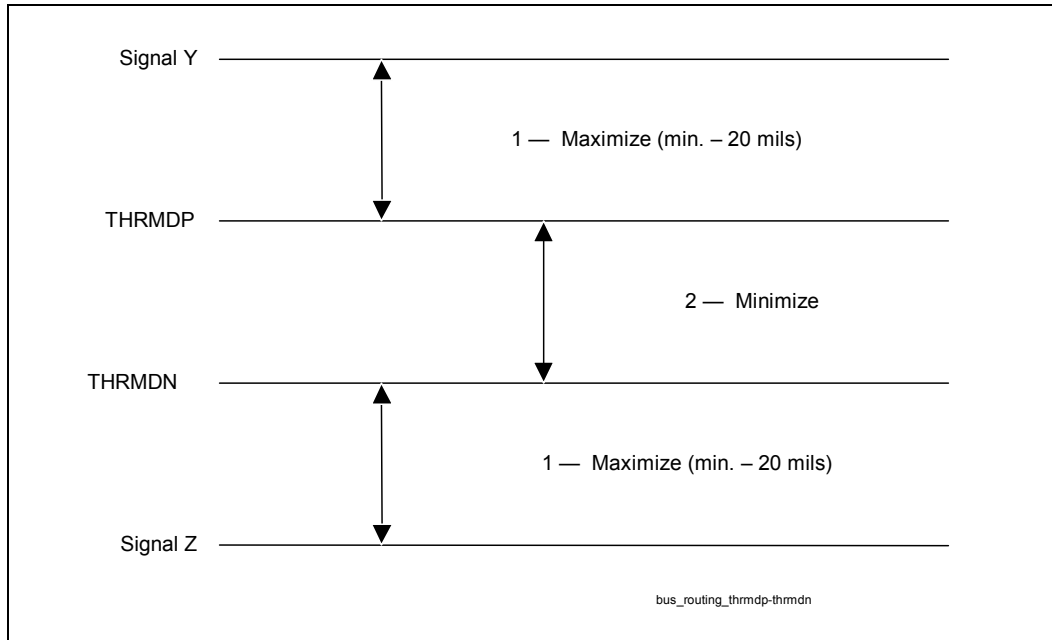 Signal Y
1 — Maximize (min. – 20 mils)
THRMDP
2 — Minimize
THRMDN
1 — Maximize (min. – 20 mils)
Signal Z
bus_routing_thrmdp-thrmdn